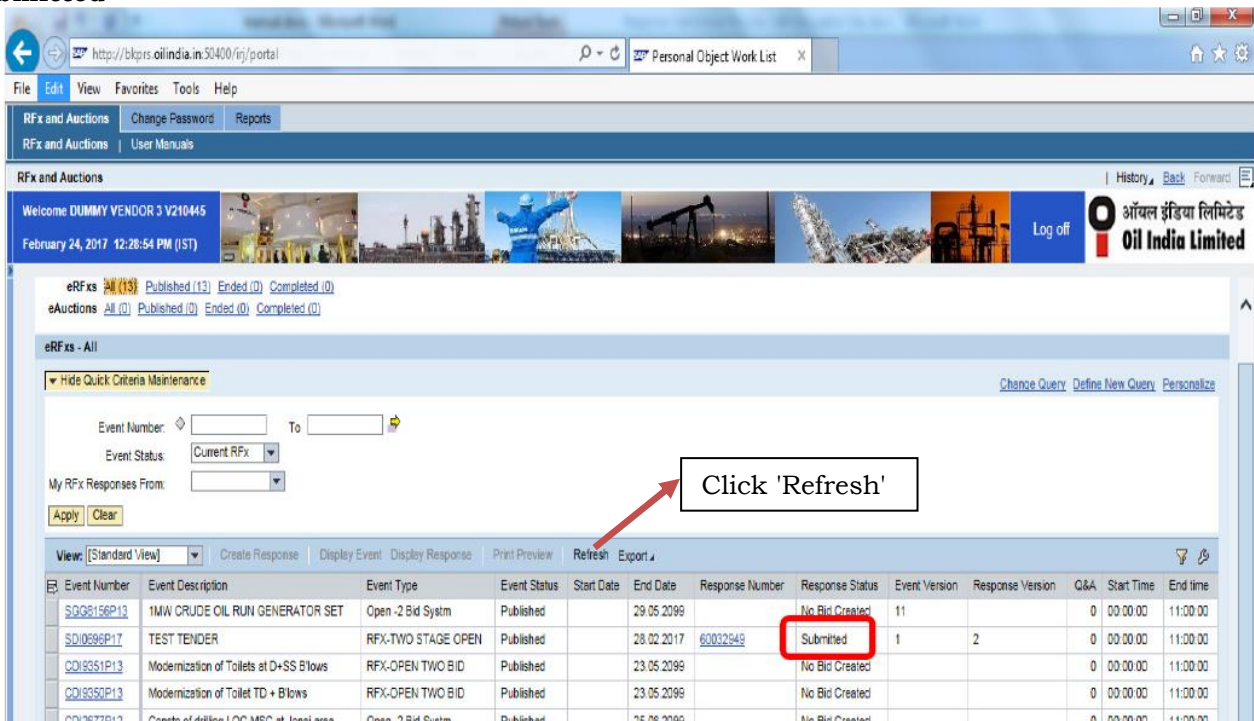 http://bkprs.oilindia.in:50400/irj/portal
Personal Object Work List
File Edit View Favorites Tools Help
RFx and Auctions Change Password Reports
RFx and Auctions | User Manuals
RFx and Auctions
| History Back Forward
Welcome DUMMY VENDOR 3 V210445
February 24, 2017 12:28:54 PM (IST)
Log off
ऑयल इंडिया लिमिटेड
Oil India Limited
eRFxs All (13) Published (13) Ended (0) Completed (0)
eAuctions All (0) Published (0) Ended (0) Completed (0)
eRFxs - All
Hide Quick Criteria Maintenance
Change Query Define New Query Personalize
Event Number: To
Event Status: Current RFx
My RFx Responses From:
Click 'Refresh'
Apply Clear
View: [Standard View] Create Response Display Event Display Response Print Preview Refresh Export
Event Number Event Description Event Type Event Status Start Date End Date Response Number Response Status Event Version Response Version Q&A Start Time End time
SGG8156P13 1MW CRUDE OIL RUN GENERATOR SET Open -2 Bid Systm Published 29.05.2099 No Bid Created 11 0 00:00:00 11:00:00
SDI0696P17 TEST TENDER RFX-TWO STAGE OPEN Published 28.02.2017 60032949 Submitted 1 2 0 00:00:00 11:00:00
CDI9351P13 Modernization of Toilets at D+SS B'lows RFX-OPEN TWO BID Published 23.05.2099 No Bid Created 0 00:00:00 11:00:00
CDI9350P13 Modernization of Toilet TD + B'lows RFX-OPEN TWO BID Published 23.05.2099 No Bid Created 0 00:00:00 11:00:00